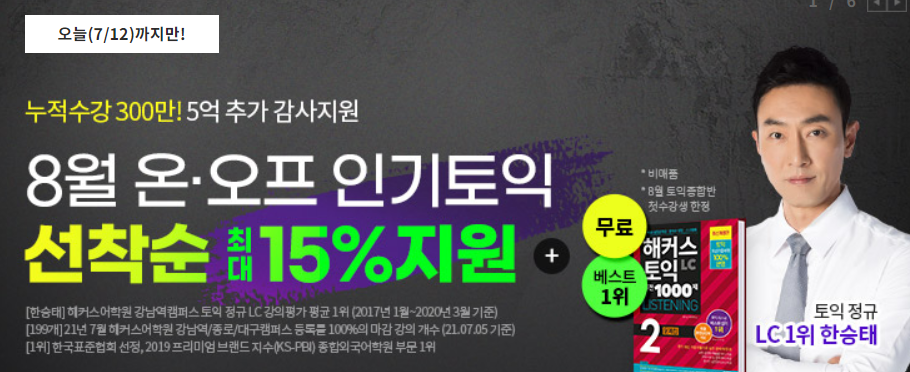 1 / 6
오늘(7/12)까지만!
누적수강 300만! 5억 추가 감사지원
8월 온·오프 인기토익
선착순 최대 15%지원
+
무료
베스트
1위
* 비매품
* 8월 토익종합반
첫수강생 한정
해커스
토익 LC
1000제
LISTENING
2
토익 정규
LC 1위 한승태
[한승태] 해커스어학원 강남역캠퍼스 토익 정규 LC 강의평가 평균 1위 (2017년 1월~2020년 3월 기준)
[199개] 21년 7월 해커스어학원 강남역/종로/대구캠퍼스 등록률 100%의 마감 강의 개수 (21.07.05 기준)
[1위] 한국표준협회 선정, 2019 프리미엄 브랜드 지수(KS-PBI) 종합외국어학원 부문 1위